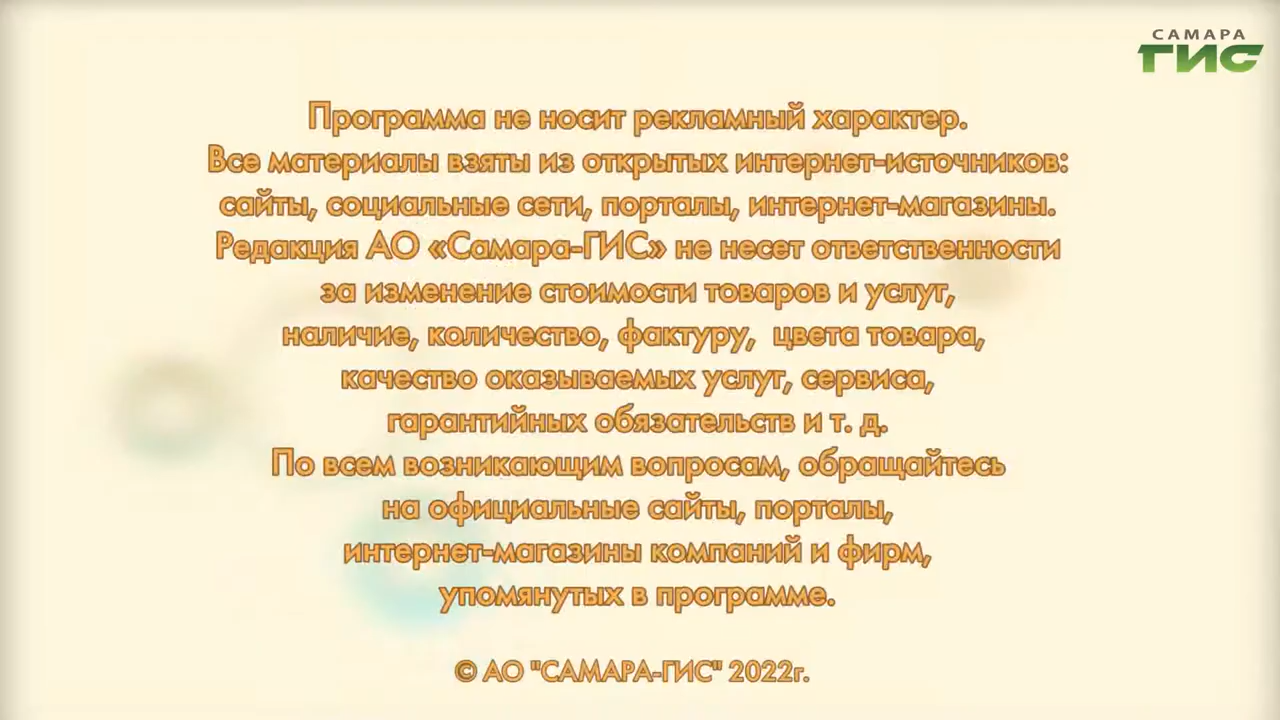 САМАРА
ГИС
Программа не носит рекламный характер.
Все материалы взяты из открытых интернет-источников:
сайты, социальные сети, порталы, интернет-магазины.
Редакция АО «Самара-ГИС» не несет ответственности
за изменение стоимости товаров и услуг,
наличие, количество, фактуру, цвета товара,
качество оказываемых услуг, сервиса,
гарантийных обязательств и т. д.
По всем возникающим вопросам, обращайтесь
на официальные сайты, порталы,
интернет-магазины компаний и фирм,
упомянутых в программе.
© АО "САМАРА-ГИС" 2022г.